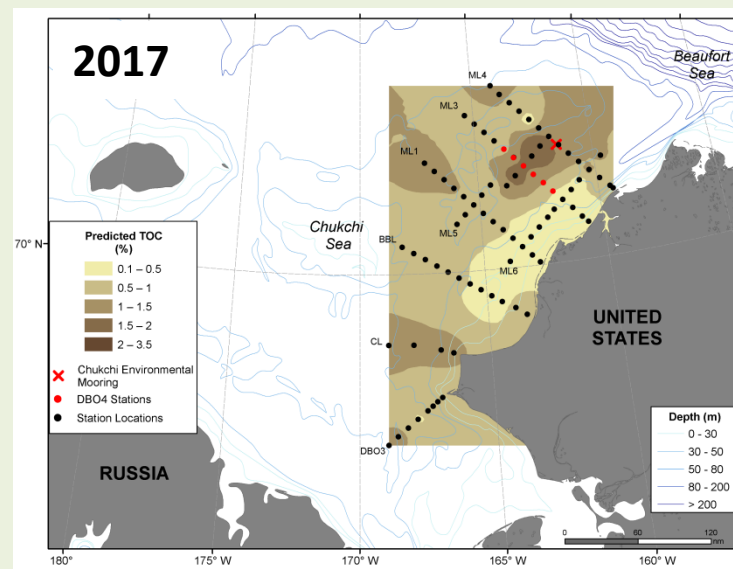 2017
Beaufort
Sea
ML4
ML3
ML1
Chukchi
Sea
70° N
BBL
ML5
ML6
CL
DBO3
UNITED
STATES
RUSSIA
Predicted TOC
(%)
0.1 – 0.5
0.5 – 1
1 – 1.5
1.5 – 2
2 – 3.5
Chukchi Environmental
Mooring
DBO4 Stations
Station Locations
Depth (m)
0 - 30
30 - 50
50 - 80
80 - 200
> 200
0 60 120
nm
180° 175° W 170° W 165° W 160° W